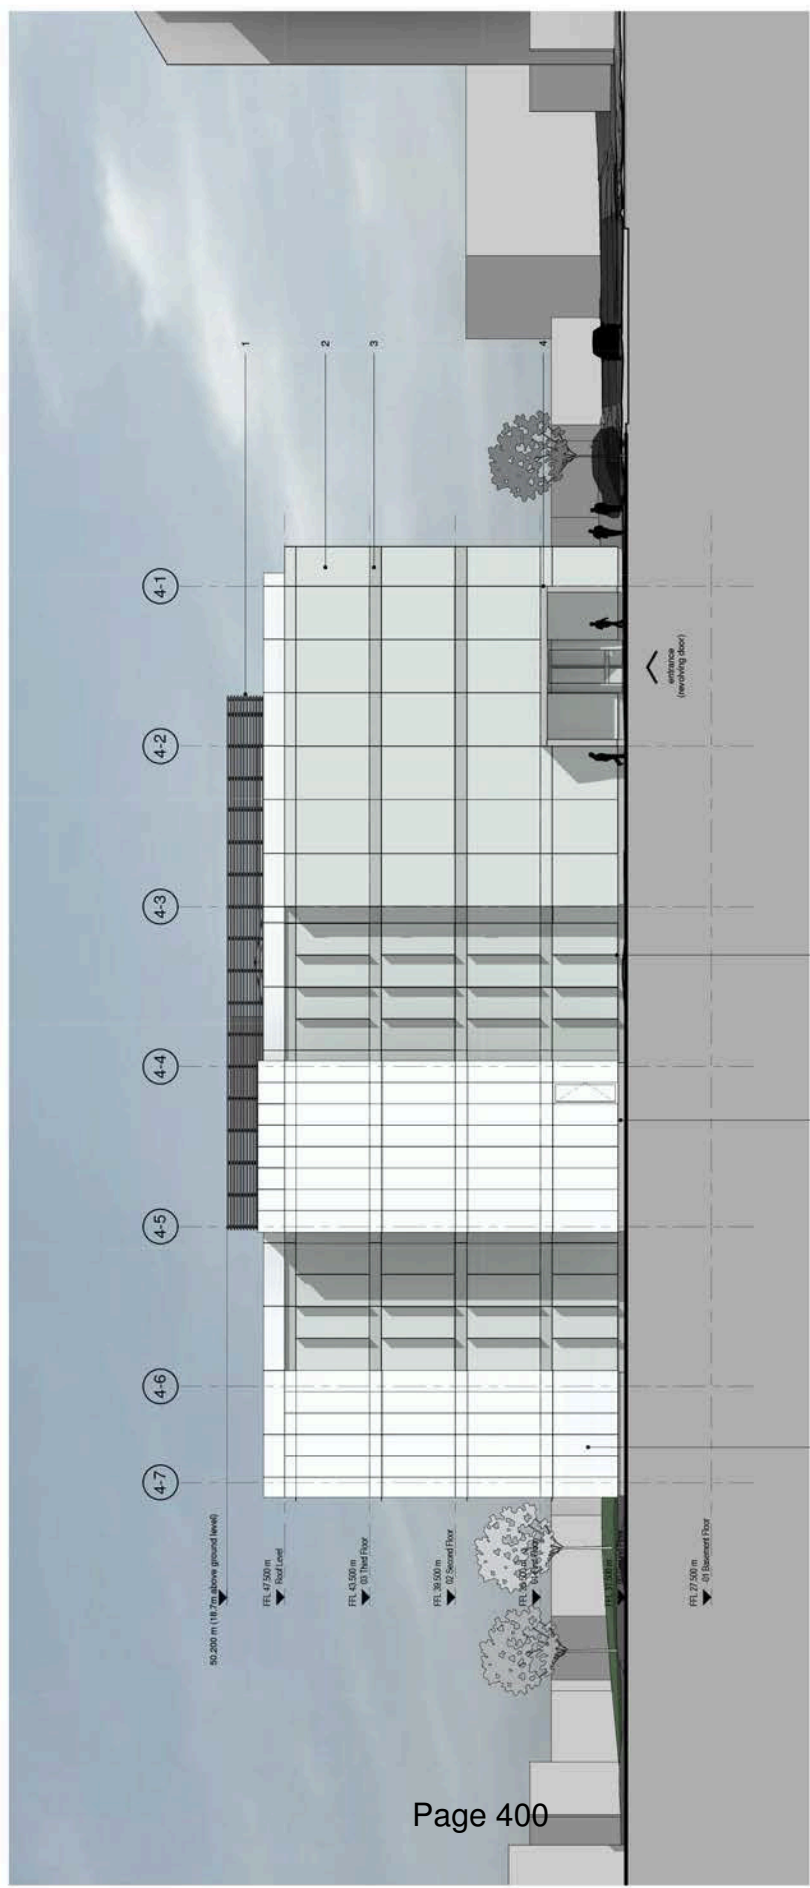 1
2
3
4
4-1
4-2
4-3
4-4
4-5
4-6
4-7
entrance
(revolving door)
50.200 m (18.7m above ground level)
FFL 47.500 m
Roof Level
FFL 43.500 m
03 Third Floor
FFL 39.500 m
02 Second Floor
FFL 27.500 m
-01 Basement Floor
Page 400